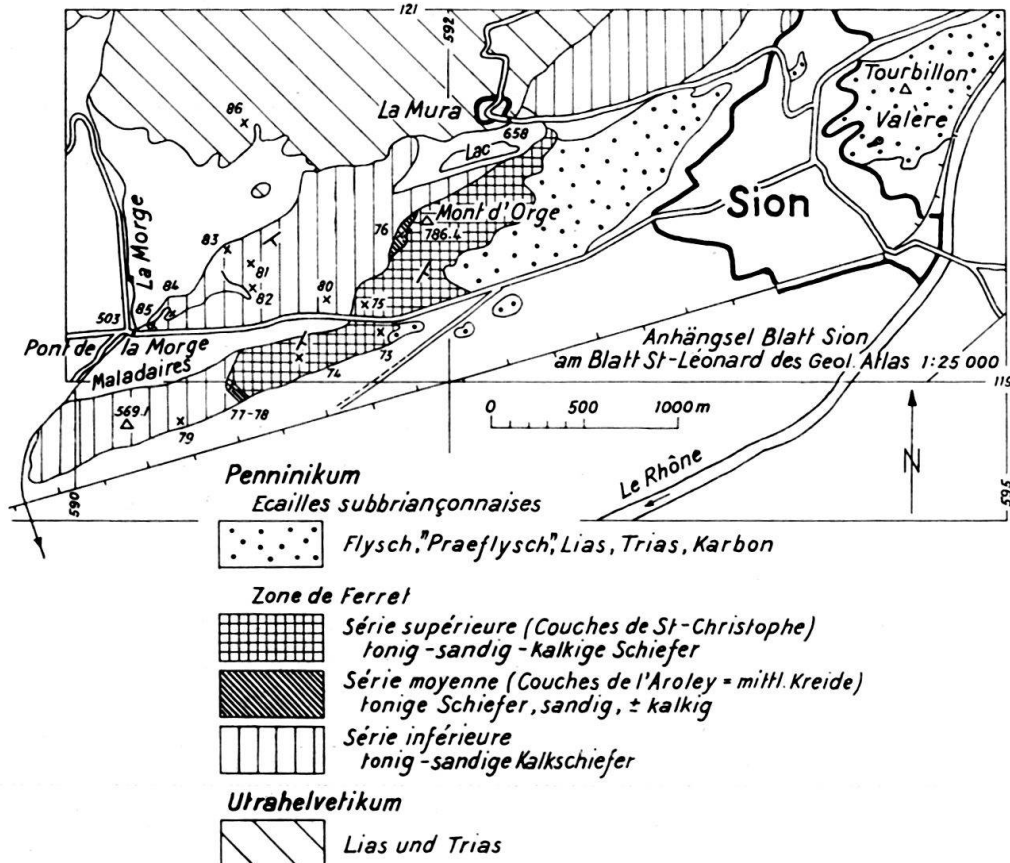 121
592
86
La Mura
658
Lac
Tourbillon
Valère
Sion
Mont d'Orge
786.4
76
La Morge
83
81
82
84
85
80
75
503
Pont de la Morge
Maladaires
73
74
77-78
569.1
79
Anhängsel Blatt Sion
am Blatt St-Léonard des Geol. Atlas 1:25 000
119
0 500 1000 m
N
Le Rhône
590
595
Penninikum
Ecailles subbriançonnaises
Flysch, "Praeflysch", Lias, Trias, Karbon
Zone de Ferret
Série supérieure (Couches de St-Christophe)
tonig-sandig-Kalkige Schiefer
Série moyenne (Couches de l'Aroley = mittl. Kreide)
tonige Schiefer, sandig, ± kalkig
Série inférieure
tonig-sandige Kalkschiefer
Utrahelvetikum
Lias und Trias